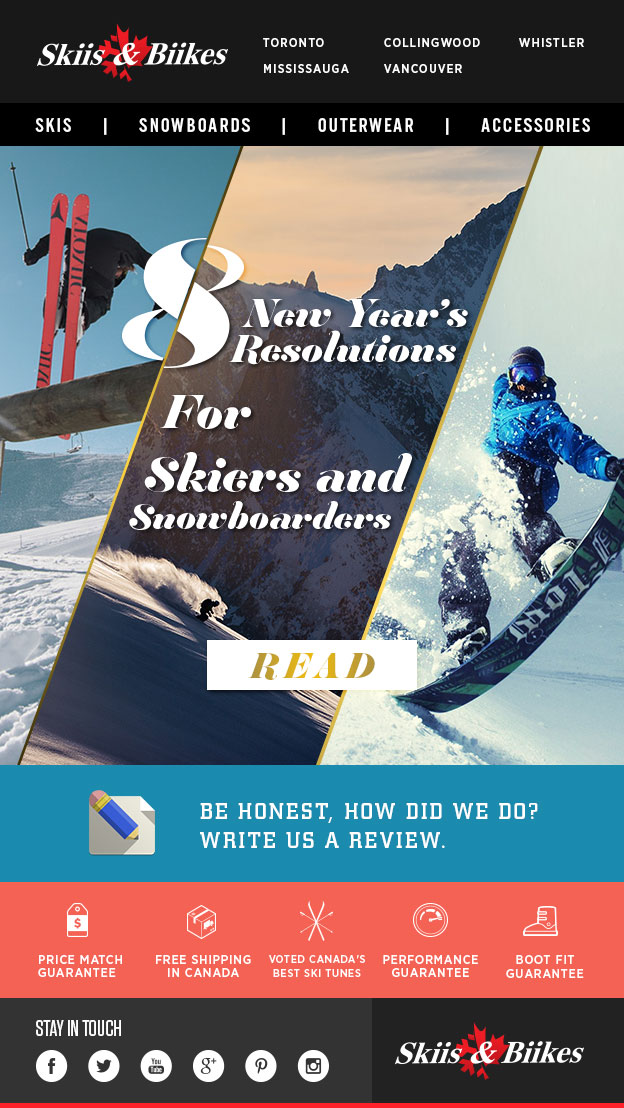 Skiis & Biikes
TORONTO COLLINGWOOD WHISTLER
MISSISSAUGA VANCOUVER
SKIS | SNOWBOARDS | OUTERWEAR | ACCESSORIES
8 New Year's
Resolutions
For
Skiers and
Snowboarders
READ
BE HONEST, HOW DID WE DO?
WRITE US A REVIEW.
$
PRICE MATCH
GUARANTEE
FREE SHIPPING
IN CANADA
VOTED CANADA'S
BEST SKI TUNES
PERFORMANCE
GUARANTEE
BOOT FIT
GUARANTEE
STAY IN TOUCH
You
Tube
Skiis & Biikes